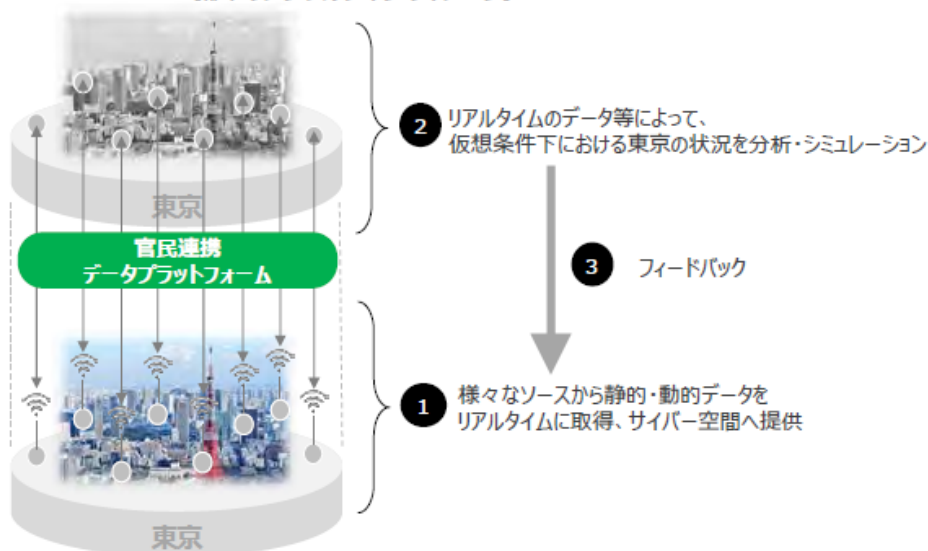 2
リアルタイムのデータ等によって、
仮想条件下における東京の状況を分析・シミュレーション
東京
官民連携
データプラットフォーム
3
フィードバック
1
様々なソースから静的・動的データを
リアルタイムに取得、サイバー空間へ提供
東京